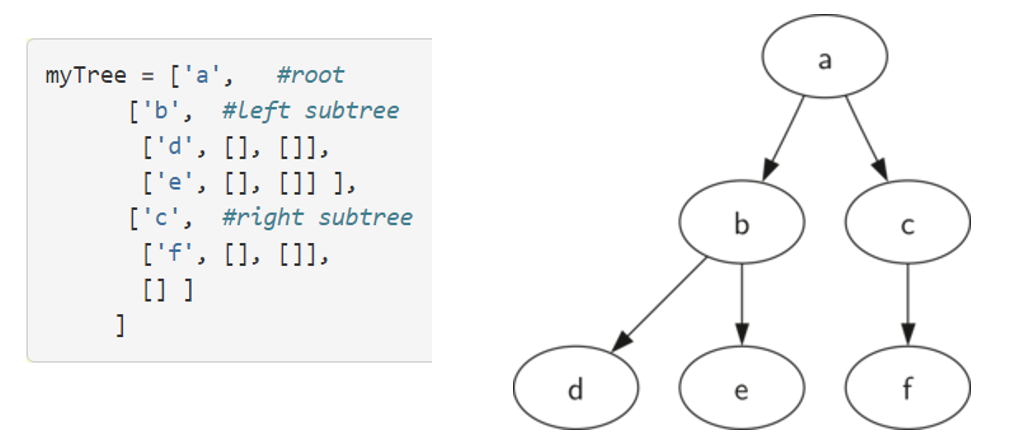 myTree = ['a',   #root
      ['b',  #left subtree
       ['d', [], []],
       ['e', [], []] ],
      ['c',  #right subtree
       ['f', [], []],
       [] ]
     ]
a
b
c
d
e
f